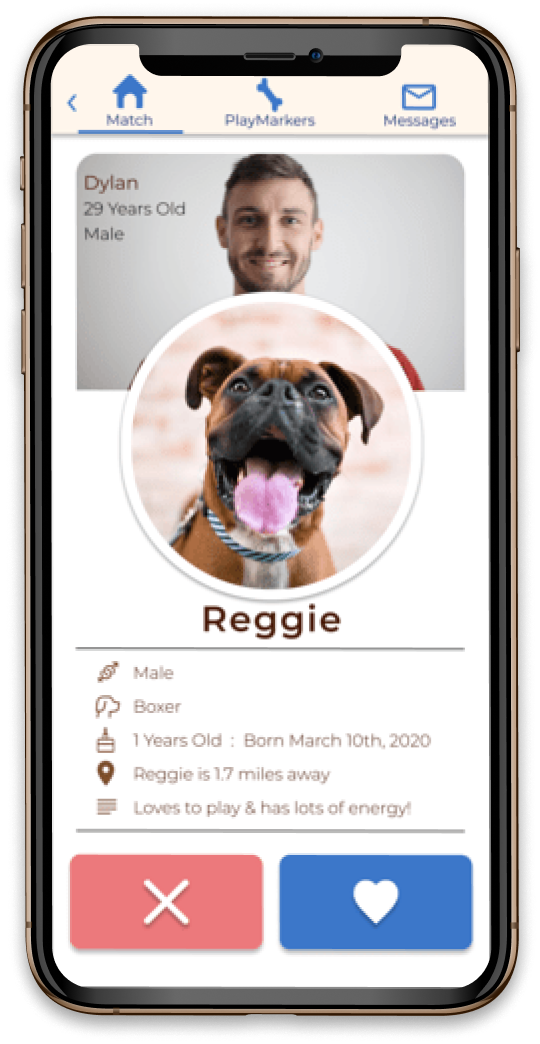 Match
PlayMarkers
Messages
Dylan
29 Years Old
Male
Reggie
Male
Boxer
1 Years Old : Born March 10th, 2020
Reggie is 1.7 miles away
Loves to play & has lots of energy!